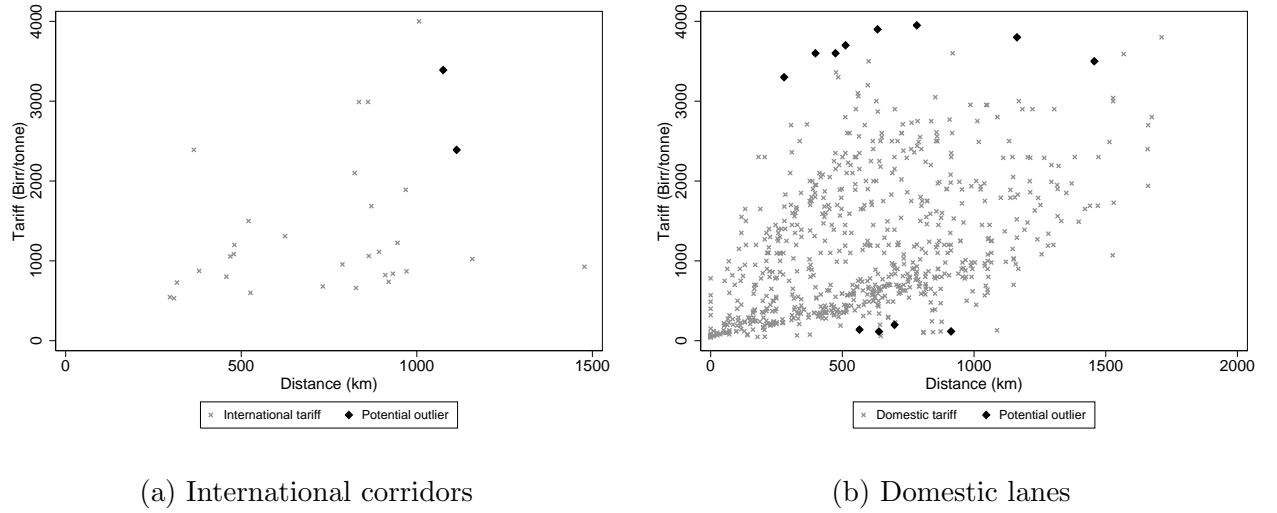 Tariff (Birr/tonne)
4000
3000
2000
1000
0
0 500 1000 1500
Distance (km)
International tariff Potential outlier
(a) International corridors
Tariff (Birr/tonne)
4000
3000
2000
1000
0
0 500 1000 1500 2000
Distance (km)
Domestic tariff Potential outlier
(b) Domestic lanes